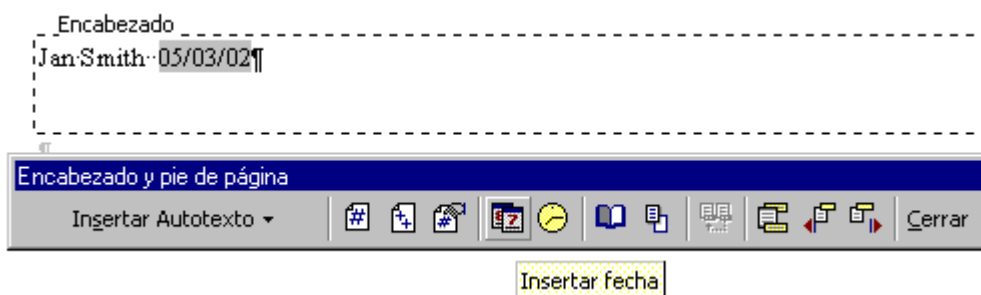 Encabezado
Jan Smith 05/03/02¶
¶
Encabezado y pie de página
Insertar Autotexto Cerrar
Insertar fecha